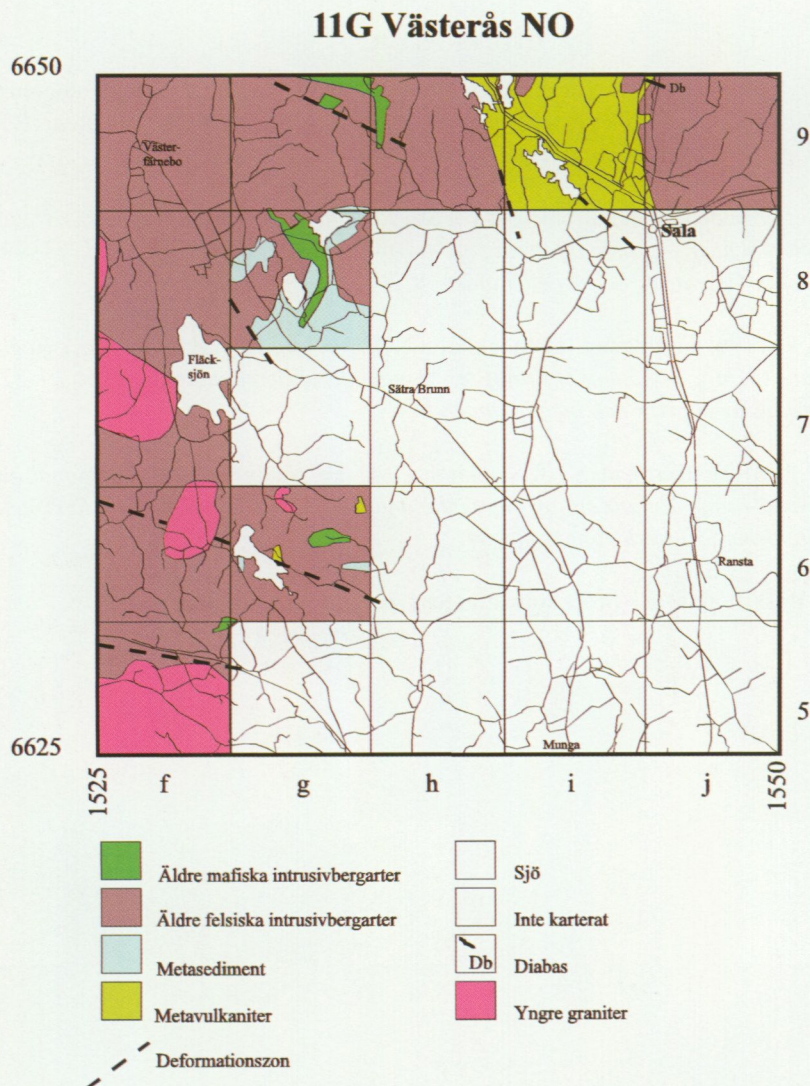 11G Västerås NO
6650
Db
9
Väster-
färnebo
Sala
8
Fläck-
sjön
Sätra Brunn
7
6
Ransta
5
6625
Munga
1525
f
g
h
i
j
1550
Äldre mafiska intrusivbergarter
Sjö
Äldre felsiska intrusivbergarter
Inte karterat
Metasediment
Db
Diabas
Metavulkaniter
Yngre graniter
Deformationszon